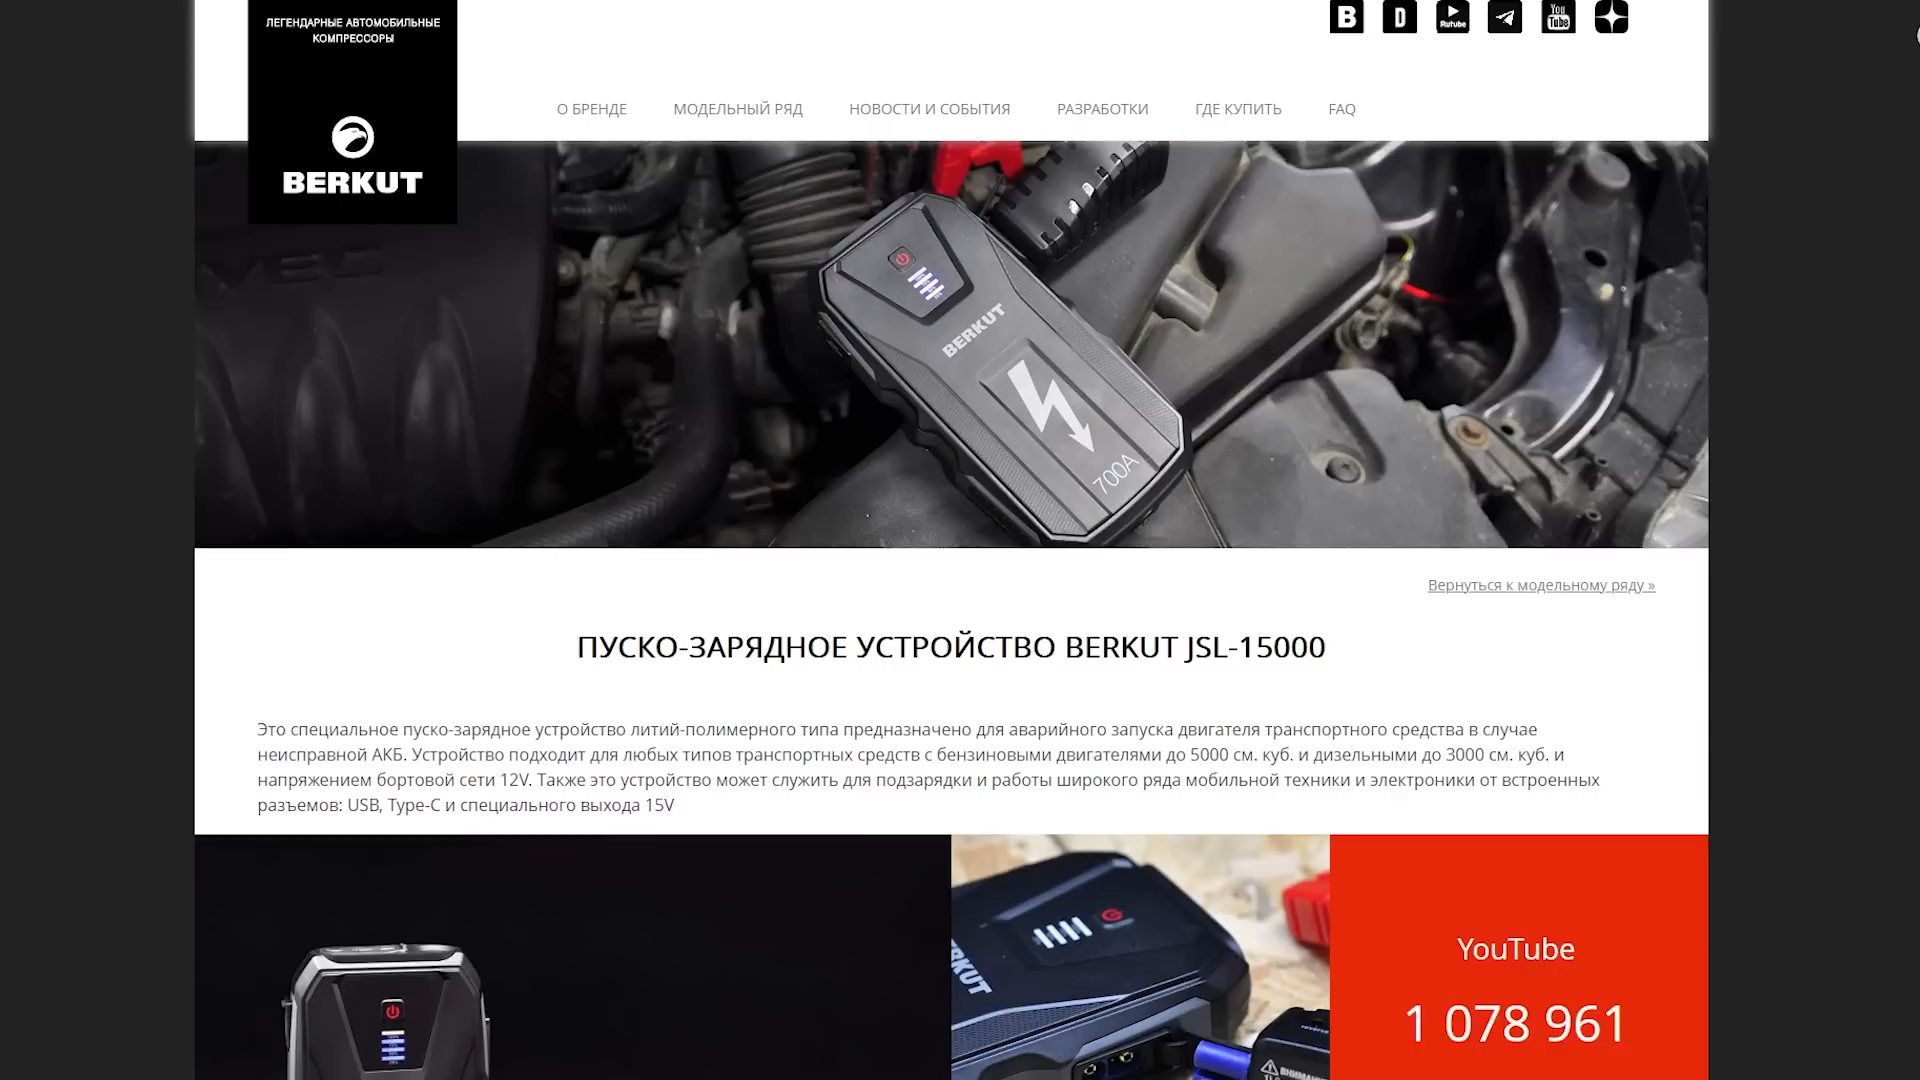 ЛЕГЕНДАРНЫЕ АВТОМОБИЛЬНЫЕ
КОМПРЕССОРЫ
BERKUT
B
D
Rutube
You
Tube
О БРЕНДЕ
МОДЕЛЬНЫЙ РЯД
НОВОСТИ И СОБЫТИЯ
РАЗРАБОТКИ
ГДЕ КУПИТЬ
FAQ
BERKUT
700A
Вернуться к модельному ряду »
ПУСКО-ЗАРЯДНОЕ УСТРОЙСТВО BERKUT JSL-15000
Это специальное пуско-зарядное устройство литий-полимерного типа предназначено для аварийного запуска двигателя транспортного средства в случае
неисправной АКБ. Устройство подходит для любых типов транспортных средств с бензиновыми двигателями до 5000 см. куб. и дизельными до 3000 см. куб. и
напряжением бортовой сети 12V. Также это устройство может служить для подзарядки и работы широкого ряда мобильной техники и электроники от встроенных
разъемов: USB, Type-C и специального выхода 15V
YouTube
1 078 961